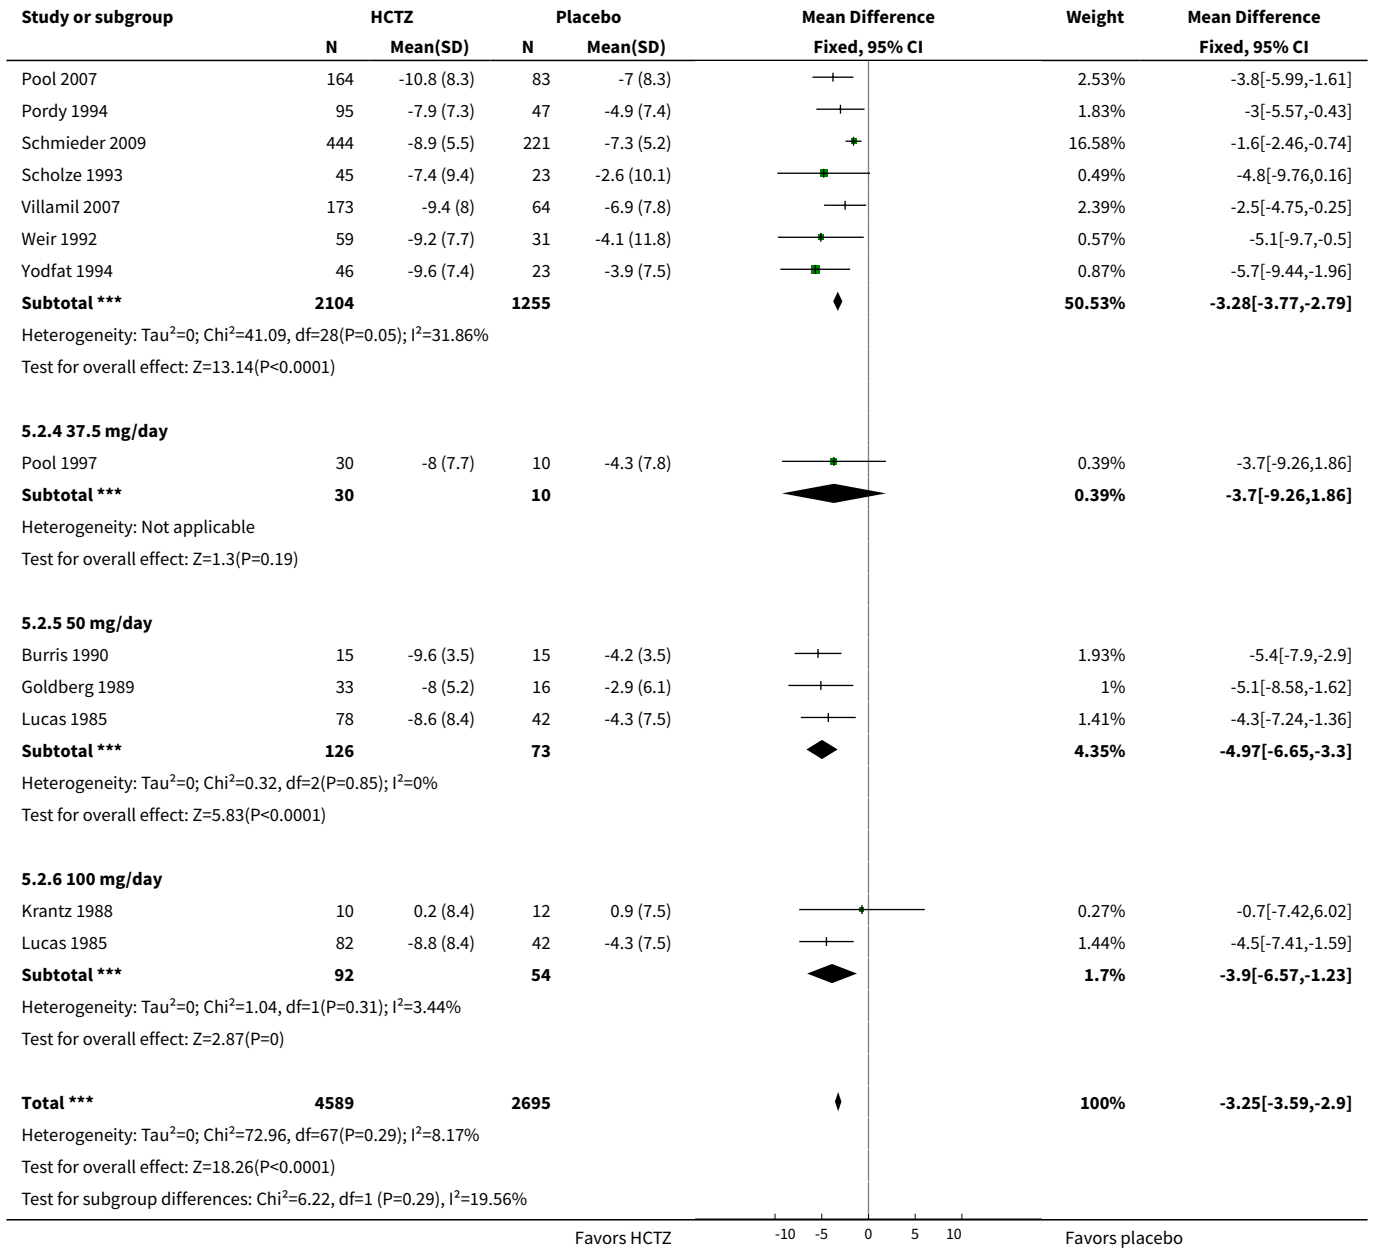 Study or subgroup HCTZ Placebo Mean Difference Weight Mean Difference
N Mean(SD) N Mean(SD) Fixed, 95% CI Fixed, 95% CI
Pool 2007 164 -10.8 (8.3) 83 -7 (8.3) 2.53% -3.8[-5.99,-1.61]
Pordy 1994 95 -7.9 (7.3) 47 -4.9 (7.4) 1.83% -3[-5.57,-0.43]
Schmieder 2009 444 -8.9 (5.5) 221 -7.3 (5.2) 16.58% -1.6[-2.46,-0.74]
Scholze 1993 45 -7.4 (9.4) 23 -2.6 (10.1) 0.49% -4.8[-9.76,0.16]
Villamil 2007 173 -9.4 (8) 64 -6.9 (7.8) 2.39% -2.5[-4.75,-0.25]
Weir 1992 59 -9.2 (7.7) 31 -4.1 (11.8) 0.57% -5.1[-9.7,-0.5]
Yodfat 1994 46 -9.6 (7.4) 23 -3.9 (7.5) 0.87% -5.7[-9.44,-1.96]
Subtotal *** 2104 1255 50.53% -3.28[-3.77,-2.79]
Heterogeneity: Tau²=0; Chi²=41.09, df=28(P=0.05); I²=31.86%
Test for overall effect: Z=13.14(P<0.0001)
5.2.4 37.5 mg/day
Pool 1997 30 -8 (7.7) 10 -4.3 (7.8) 0.39% -3.7[-9.26,1.86]
Subtotal *** 30 10 0.39% -3.7[-9.26,1.86]
Heterogeneity: Not applicable
Test for overall effect: Z=1.3(P=0.19)
5.2.5 50 mg/day
Burris 1990 15 -9.6 (3.5) 15 -4.2 (3.5) 1.93% -5.4[-7.9,-2.9]
Goldberg 1989 33 -8 (5.2) 16 -2.9 (6.1) 1% -5.1[-8.58,-1.62]
Lucas 1985 78 -8.6 (8.4) 42 -4.3 (7.5) 1.41% -4.3[-7.24,-1.36]
Subtotal *** 126 73 4.35% -4.97[-6.65,-3.3]
Heterogeneity: Tau²=0; Chi²=0.32, df=2(P=0.85); I²=0%
Test for overall effect: Z=5.83(P<0.0001)
5.2.6 100 mg/day
Krantz 1988 10 0.2 (8.4) 12 0.9 (7.5) 0.27% -0.7[-7.42,6.02]
Lucas 1985 82 -8.8 (8.4) 42 -4.3 (7.5) 1.44% -4.5[-7.41,-1.59]
Subtotal *** 92 54 1.7% -3.9[-6.57,-1.23]
Heterogeneity: Tau²=0; Chi²=1.04, df=1(P=0.31); I²=3.44%
Test for overall effect: Z=2.87(P=0)
Total *** 4589 2695 100% -3.25[-3.59,-2.9]
Heterogeneity: Tau²=0; Chi²=72.96, df=67(P=0.29); I²=8.17%
Test for overall effect: Z=18.26(P<0.0001)
Test for subgroup differences: Chi²=6.22, df=1 (P=0.29), I²=19.56%
Favors HCTZ -10 -5 0 5 10 Favors placebo